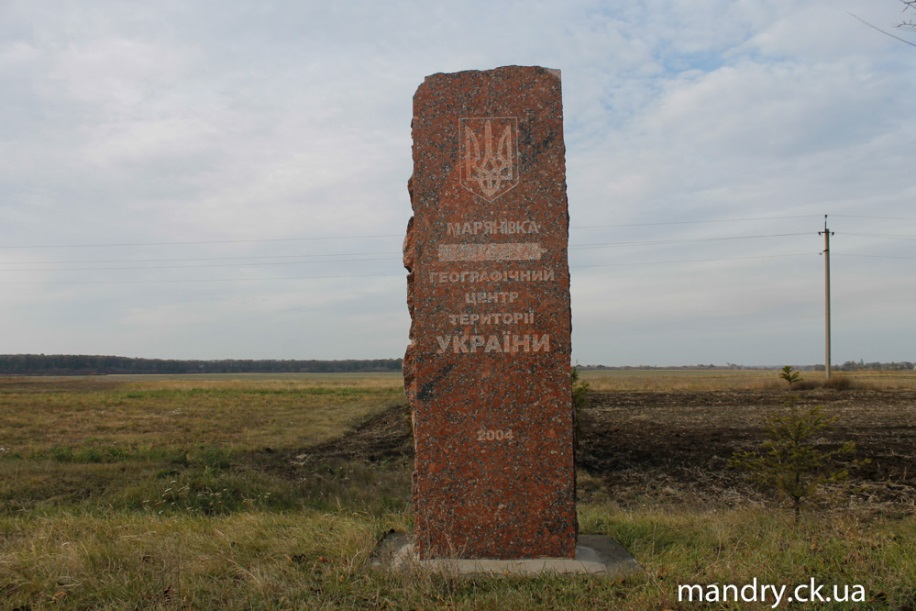 МАР'ЯНІВКА
ГЕОГРАФІЧНИЙ
ЦЕНТР
ТЕРИТОРІЇ
УКРАЇНИ
2004
mandry.ck.ua